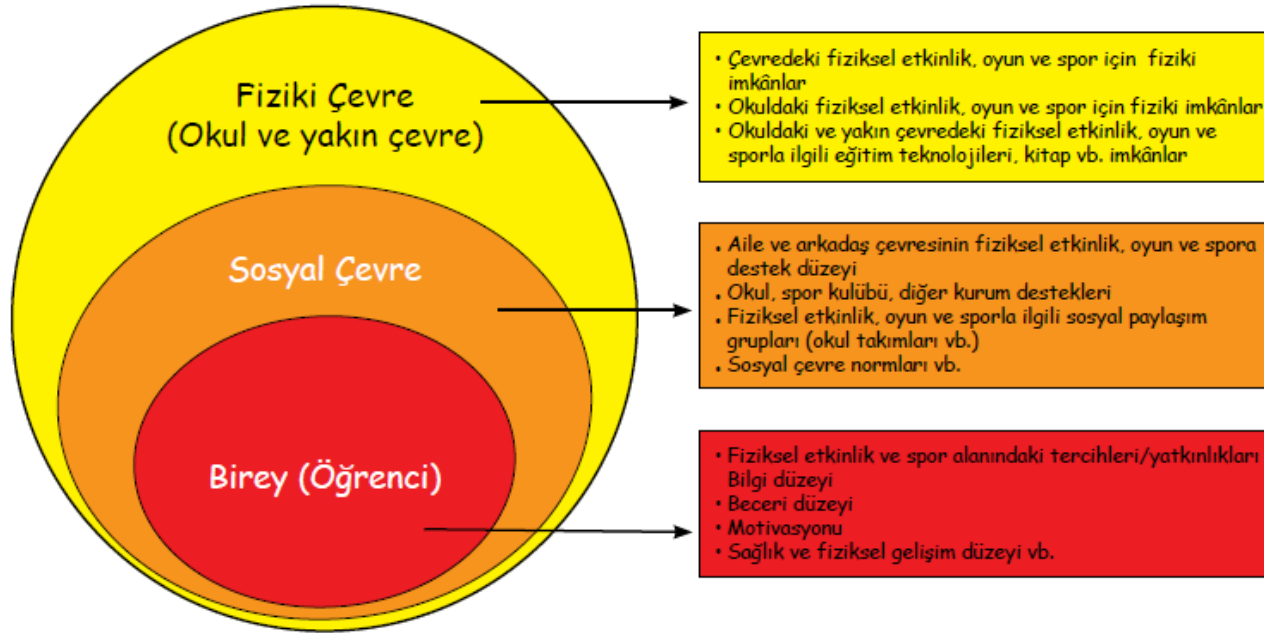 Fiziki Çevre
(Okul ve yakın çevre)
• Çevredeki fiziksel etkinlik, oyun ve spor için fiziki
imkânlar
• Okuldaki fiziksel etkinlik, oyun ve spor için fiziki imkânlar
• Okuldaki ve yakın çevredeki fiziksel etkinlik, oyun ve
sporla ilgili eğitim teknolojileri, kitap vb. imkânlar
Sosyal Çevre
• Aile ve arkadaş çevresinin fiziksel etkinlik, oyun ve spora
destek düzeyi
• Okul, spor kulübü, diğer kurum destekleri
• Fiziksel etkinlik, oyun ve sporla ilgili sosyal paylaşım
grupları (okul takımları vb.)
• Sosyal çevre normları vb.
Birey (Öğrenci)
• Fiziksel etkinlik ve spor alanındaki tercihleri/yatkınlıkları
Bilgi düzeyi
• Beceri düzeyi
• Motivasyonu
• Sağlık ve fiziksel gelişim düzeyi vb.